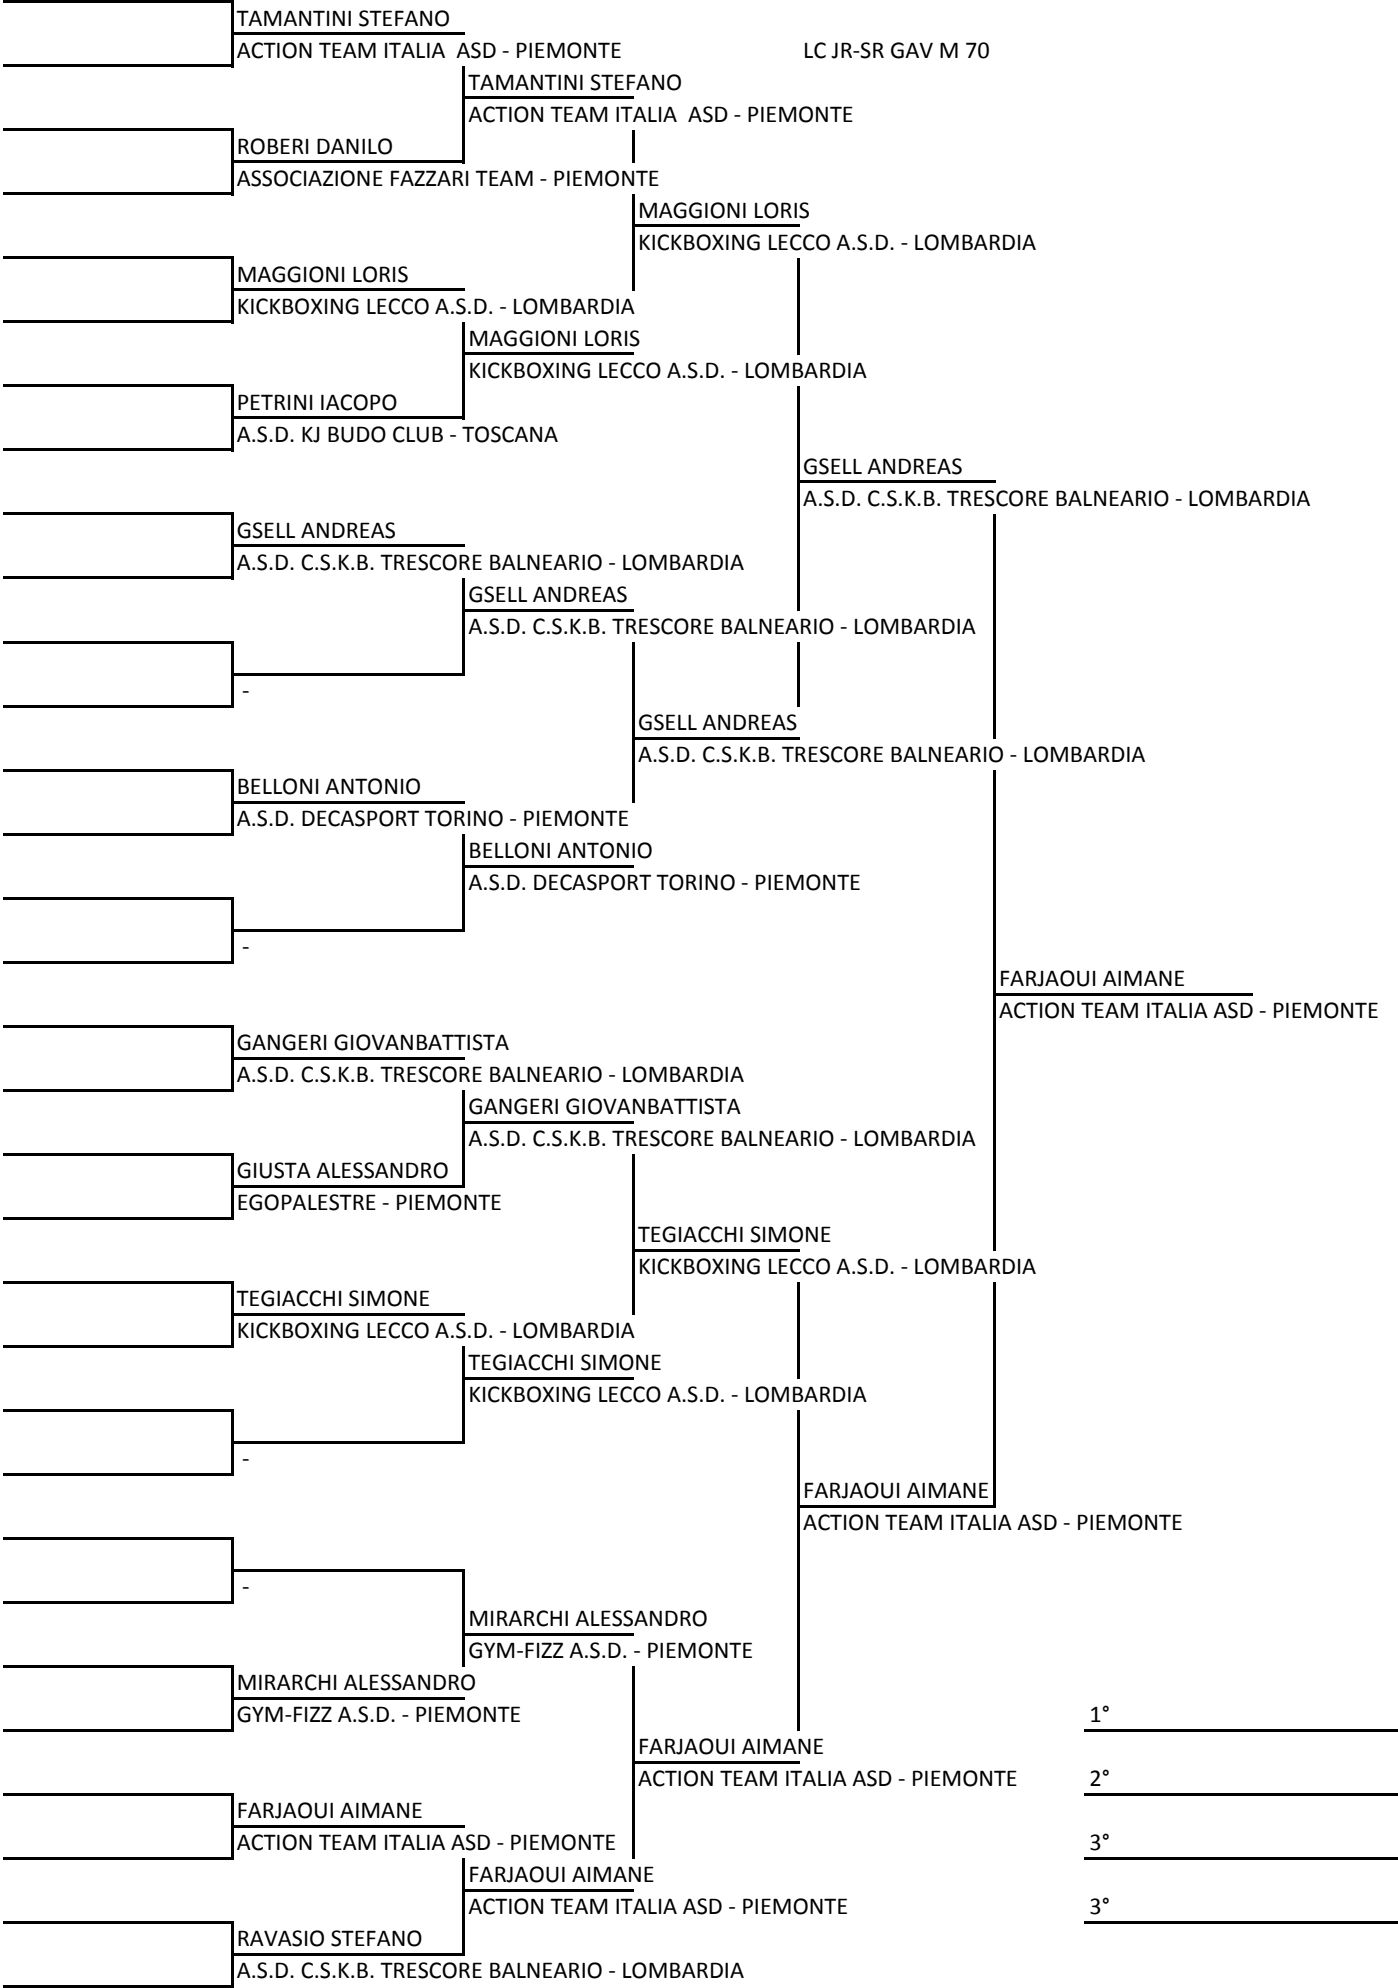 TAMANTINI STEFANO
ACTION TEAM ITALIA  ASD - PIEMONTE
LC JR-SR GAV M 70
TAMANTINI STEFANO
ACTION TEAM ITALIA  ASD - PIEMONTE
ROBERI DANILO
ASSOCIAZIONE FAZZARI TEAM - PIEMONTE
MAGGIONI LORIS
KICKBOXING LECCO A.S.D. - LOMBARDIA
MAGGIONI LORIS
KICKBOXING LECCO A.S.D. - LOMBARDIA
MAGGIONI LORIS
KICKBOXING LECCO A.S.D. - LOMBARDIA
PETRINI IACOPO
A.S.D. KJ BUDO CLUB - TOSCANA
GSELL ANDREAS
A.S.D. C.S.K.B. TRESCORE BALNEARIO - LOMBARDIA
GSELL ANDREAS
A.S.D. C.S.K.B. TRESCORE BALNEARIO - LOMBARDIA
GSELL ANDREAS
A.S.D. C.S.K.B. TRESCORE BALNEARIO - LOMBARDIA
-
GSELL ANDREAS
A.S.D. C.S.K.B. TRESCORE BALNEARIO - LOMBARDIA
BELLONI ANTONIO
A.S.D. DECASPORT TORINO - PIEMONTE
BELLONI ANTONIO
A.S.D. DECASPORT TORINO - PIEMONTE
-
FARJAOUI AIMANE
ACTION TEAM ITALIA ASD - PIEMONTE
GANGERI GIOVANBATTISTA
A.S.D. C.S.K.B. TRESCORE BALNEARIO - LOMBARDIA
GANGERI GIOVANBATTISTA
A.S.D. C.S.K.B. TRESCORE BALNEARIO - LOMBARDIA
GIUSTA ALESSANDRO
EGOPALESTRE - PIEMONTE
TEGIACCHI SIMONE
KICKBOXING LECCO A.S.D. - LOMBARDIA
TEGIACCHI SIMONE
KICKBOXING LECCO A.S.D. - LOMBARDIA
TEGIACCHI SIMONE
KICKBOXING LECCO A.S.D. - LOMBARDIA
-
FARJAOUI AIMANE
ACTION TEAM ITALIA ASD - PIEMONTE
-
MIRARCHI ALESSANDRO
GYM-FIZZ A.S.D. - PIEMONTE
MIRARCHI ALESSANDRO
GYM-FIZZ A.S.D. - PIEMONTE
1°
FARJAOUI AIMANE
ACTION TEAM ITALIA ASD - PIEMONTE
2°
FARJAOUI AIMANE
ACTION TEAM ITALIA ASD - PIEMONTE
3°
FARJAOUI AIMANE
ACTION TEAM ITALIA ASD - PIEMONTE
3°
RAVASIO STEFANO
A.S.D. C.S.K.B. TRESCORE BALNEARIO - LOMBARDIA